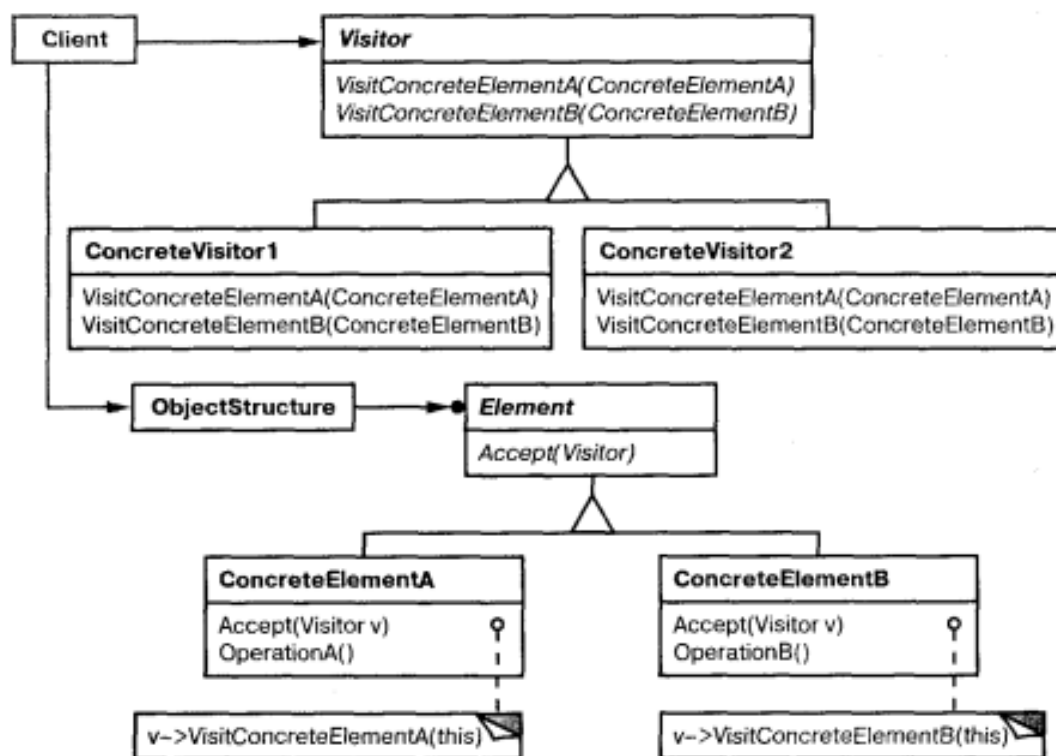 Client
Visitor
VisitConcreteElementA(ConcreteElementA)
VisitConcreteElementB(ConcreteElementB)
ConcreteVisitor1
VisitConcreteElementA(ConcreteElementA)
VisitConcreteElementB(ConcreteElementB)
ConcreteVisitor2
VisitConcreteElementA(ConcreteElementA)
VisitConcreteElementB(ConcreteElementB)
ObjectStructure
Element
Accept(Visitor)
ConcreteElementA
Accept(Visitor v)
OperationA()
v->VisitConcreteElementA(this)
ConcreteElementB
Accept(Visitor v)
OperationB()
v->VisitConcreteElementB(this)